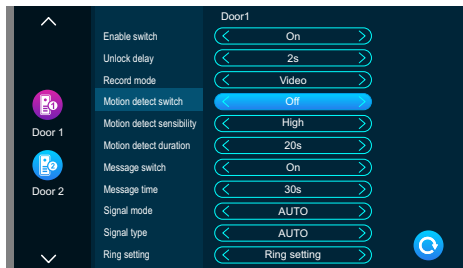 Door1
Enable switch On
Unlock delay 2s
Record mode Video
Motion detect switch Off
Motion detect sensibility High
Motion detect duration 20s
Message switch On
Message time 30s
Signal mode AUTO
Signal type AUTO
Ring setting Ring setting
1
Door 1
2
Door 2